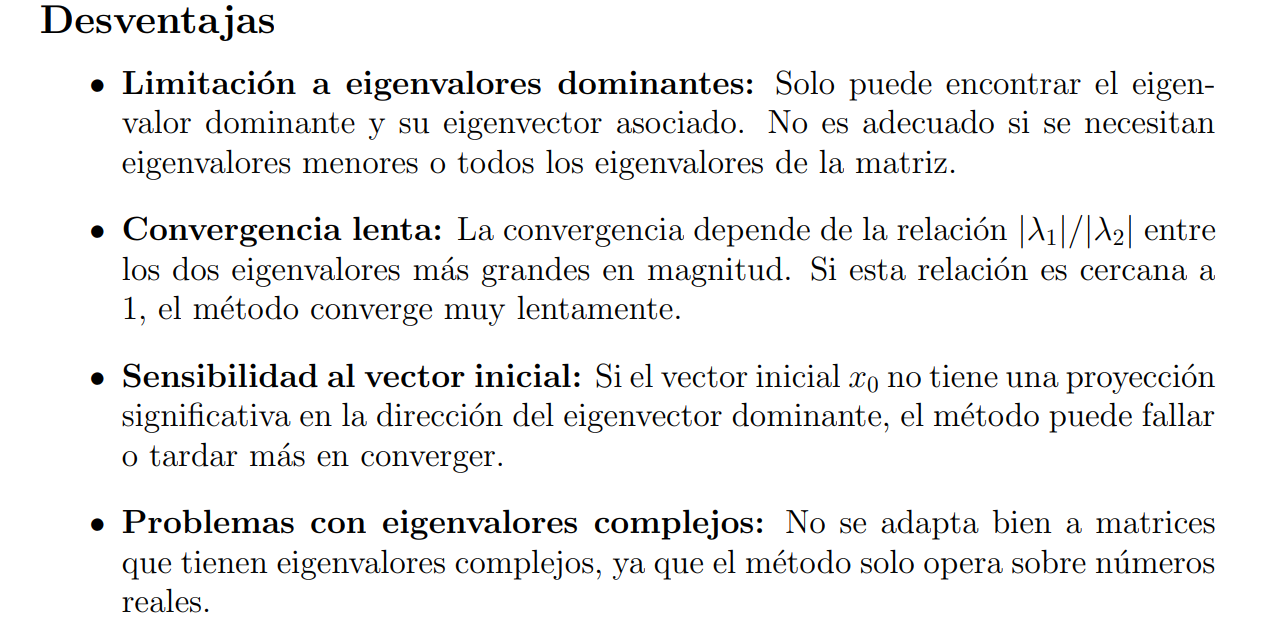 Desventajas
• Limitación a eigenvalores dominantes: Solo puede encontrar el eigen-
valor dominante y su eigenvector asociado. No es adecuado si se necesitan
eigenvalores menores o todos los eigenvalores de la matriz.
• Convergencia lenta: La convergencia depende de la relación |λ₁|/|λ₂| entre
los dos eigenvalores más grandes en magnitud. Si esta relación es cercana a
1, el método converge muy lentamente.
• Sensibilidad al vector inicial: Si el vector inicial x₀ no tiene una proyección
significativa en la dirección del eigenvector dominante, el método puede fallar
o tardar más en converger.
• Problemas con eigenvalores complejos: No se adapta bien a matrices
que tienen eigenvalores complejos, ya que el método solo opera sobre números
reales.